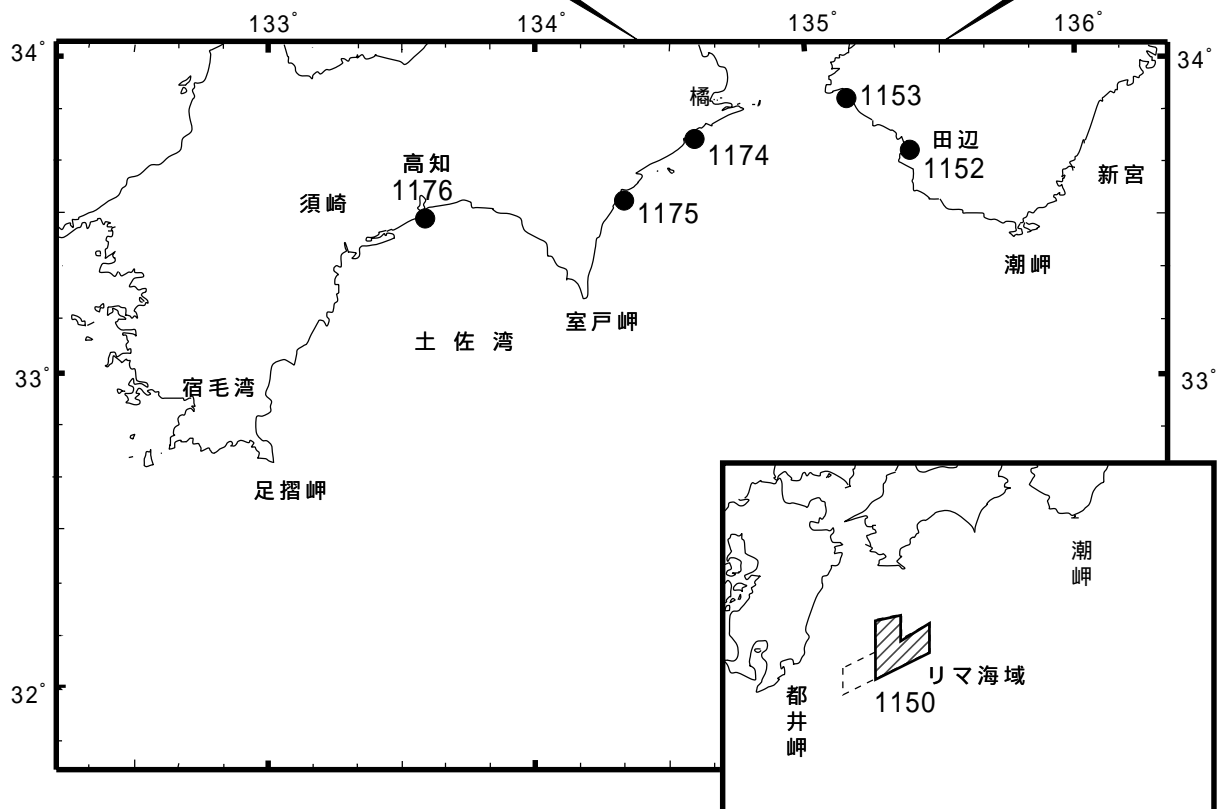 133° 134° 135° 136°
34° 34°
橘
1153
田辺
1152
1174
高知
1176
須崎
1175
新宮
潮岬
室戸岬
土佐湾
33° 33°
宿毛湾
足摺岬
潮岬
リマ海域
1150
都井岬
32°